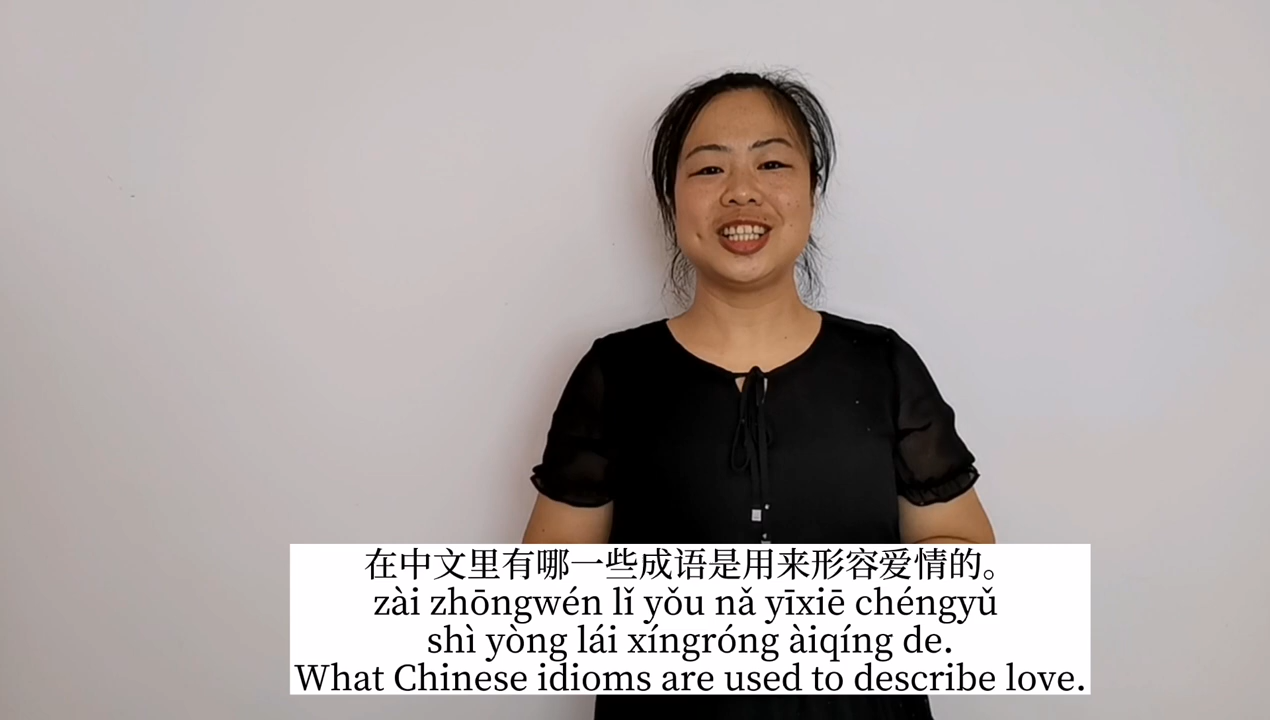 在中文里有哪一些成语是用来形容爱情的。
zài zhōngwén lǐ yǒu nǎ yīxiē chéngyǔ
shì yòng lái xíngróng àiqíng de.
What Chinese idioms are used to describe love.